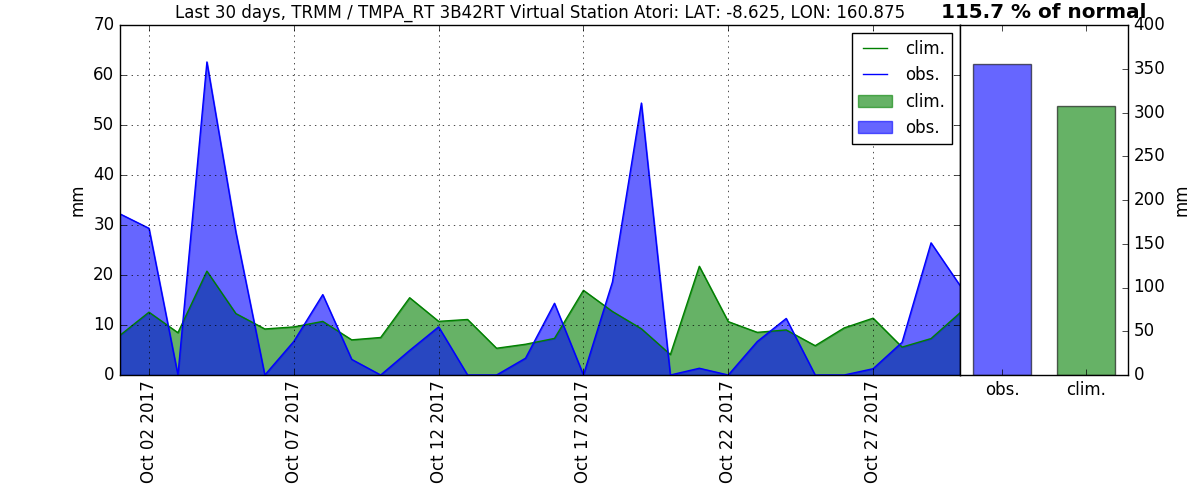 Last 30 days, TRMM / TMPA_RT 3B42RT Virtual Station Atori: LAT: -8.625, LON: 160.875
115.7 % of normal
70
60
50
40
30
20
10
0
mm
clim.
obs.
clim.
obs.
400
350
300
250
200
150
100
50
0
mm
obs.
clim.
Oct 02 2017
Oct 07 2017
Oct 12 2017
Oct 17 2017
Oct 22 2017
Oct 27 2017